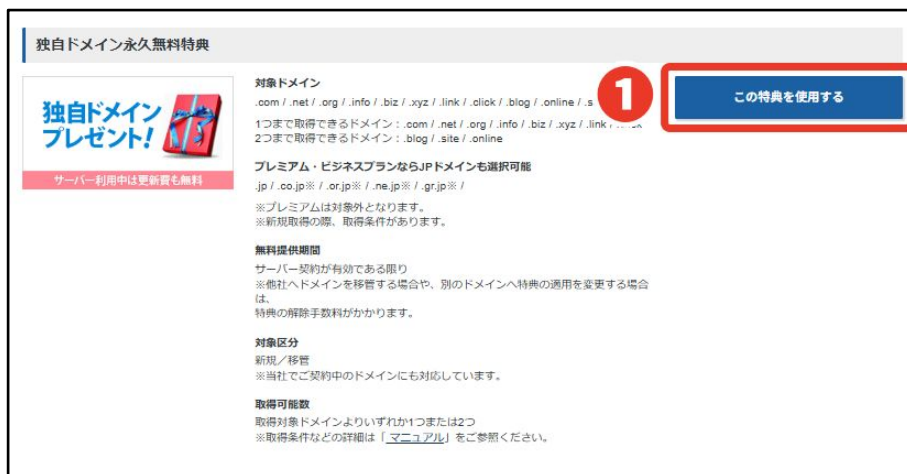 独自ドメイン永久無料特典
独自ドメイン
プレゼント!
サーバー利用中は更新費も無料
対象ドメイン
.com / .net / .org / .info / .biz / .xyz / .link / .click / .blog / .online / .s
1つまで取得できるドメイン:.com / .net / .org / .info / .biz / .xyz / .link /
2つまで取得できるドメイン:.blog / .site / .online
プレミアム・ビジネスプランならJPドメインも選択可能
.jp / .co.jp※ / .or.jp※ / .ne.jp※ / .gr.jp※ /
※プレミアムは対象外となります。
※新規取得の際、取得条件があります。
無料提供期間
サーバー契約が有効である限り
※他社へドメインを移管する場合や、別のドメインへ特典の適用を変更する場合
は、
特典の解除手数料がかかります。
対象区分
新規/移管
※当社でご契約中のドメインにも対応しています。
取得可能数
取得対象ドメインよりいずれか1つまたは2つ
※取得条件などの詳細は「マニュアル」をご参照ください。
1
この特典を使用する